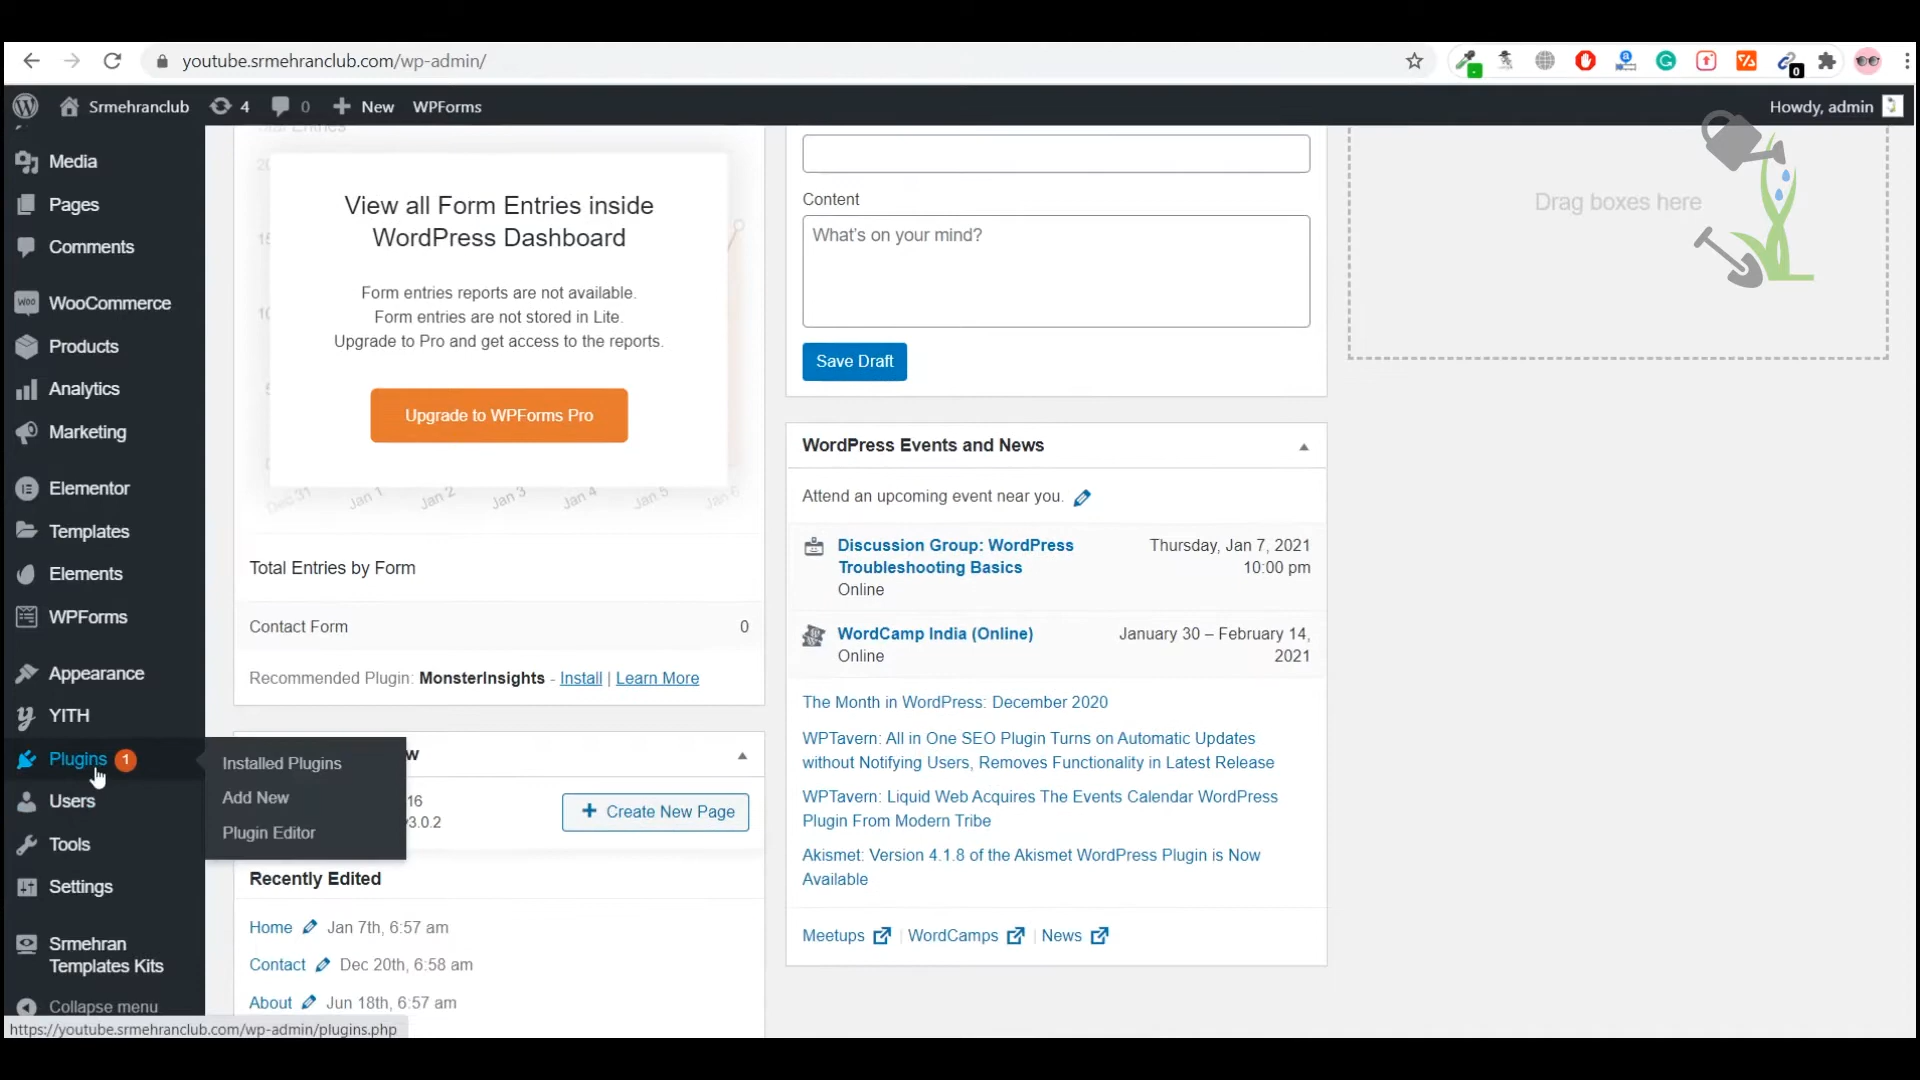 youtube.srmehranclub.com/wp-admin/
0
Srmehranclub
4
0
New
WPForms
Howdy, admin
Media
Pages
Comments
WooCommerce
Products
Analytics
Marketing
Elementor
Templates
Elements
WPForms
Appearance
YITH
Plugins 1
Users
Tools
Settings
Srmehran
Templates Kits
Collapse menu
https://youtube.srmehranclub.com/wp-admin/plugins.php
Installed Plugins
Add New
Plugin Editor
View all Form Entries inside
WordPress Dashboard
Form entries reports are not available.
Form entries are not stored in Lite.
Upgrade to Pro and get access to the reports.
Upgrade to WPForms Pro
Dec 31 Jan 1 Jan 2 Jan 3 Jan 4 Jan 5 Jan 6
Total Entries by Form
Contact Form 0
Recommended Plugin: MonsterInsights - Install | Learn More
w
16
v3.0.2
Create New Page
Recently Edited
Home Jan 7th, 6:57 am
Contact Dec 20th, 6:58 am
About Jun 18th, 6:57 am
Content
What's on your mind?
Save Draft
WordPress Events and News
Attend an upcoming event near you.
Discussion Group: WordPress
Troubleshooting Basics
Online
Thursday, Jan 7, 2021
10:00 pm
WordCamp India (Online)
Online
January 30 – February 14,
2021
The Month in WordPress: December 2020
WPTavern: All in One SEO Plugin Turns on Automatic Updates
without Notifying Users, Removes Functionality in Latest Release
WPTavern: Liquid Web Acquires The Events Calendar WordPress
Plugin From Modern Tribe
Akismet: Version 4.1.8 of the Akismet WordPress Plugin is Now
Available
Meetups | WordCamps | News
Drag boxes here